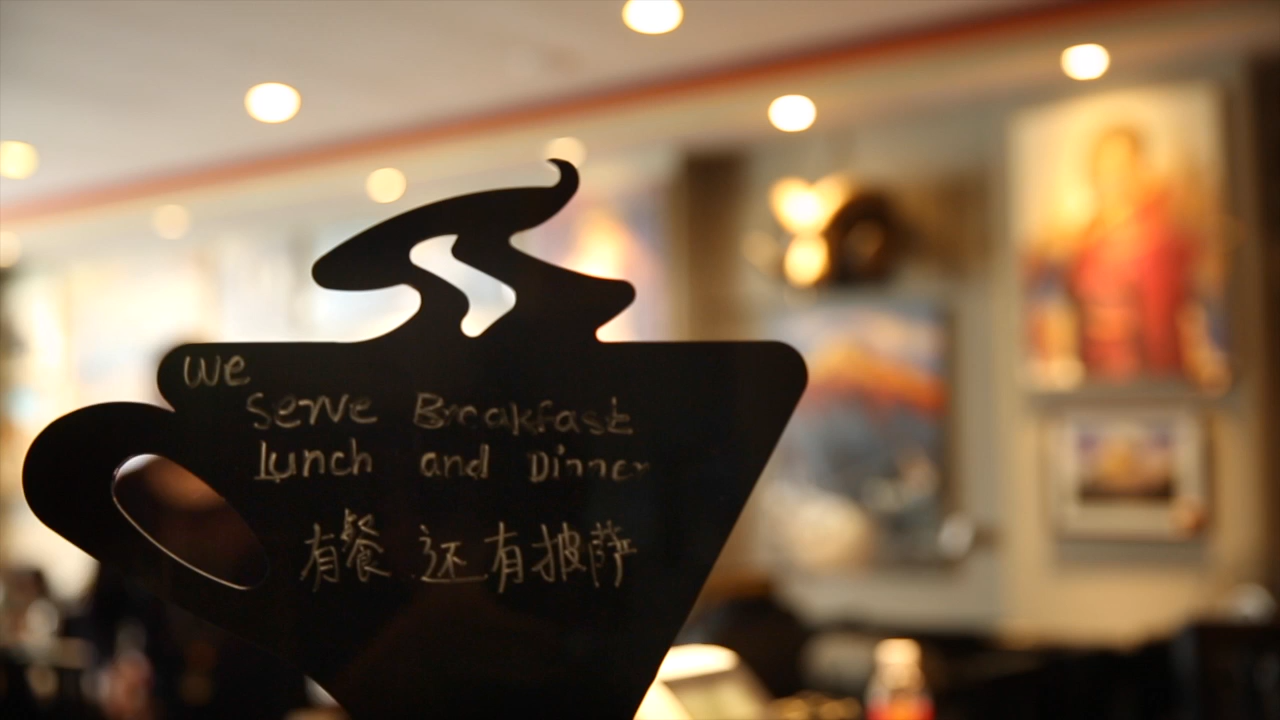 we
Serve Breakfast
Lunch and Dinner
有餐 还有披萨